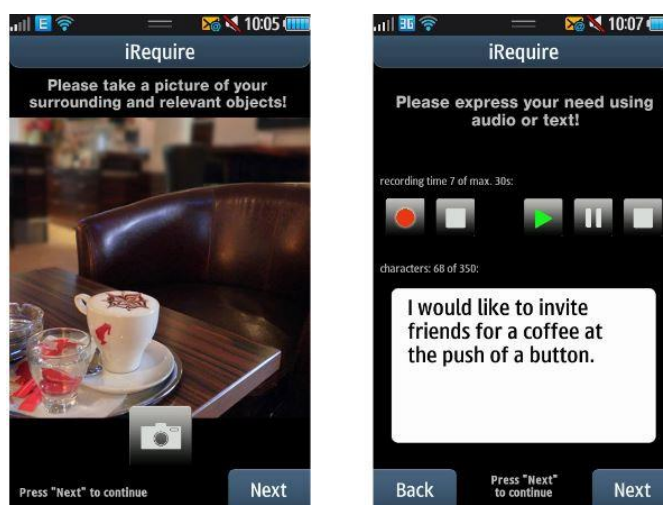 E
10:05
iRequire
Please take a picture of your
surrounding and relevant objects!
Press "Next" to continue
Next
3G
10:07
iRequire
Please express your need using
audio or text!
recording time 7 of max. 30s:
characters: 68 of 350:
I would like to invite
friends for a coffee at
the push of a button.
Back
Press "Next"
to continue
Next